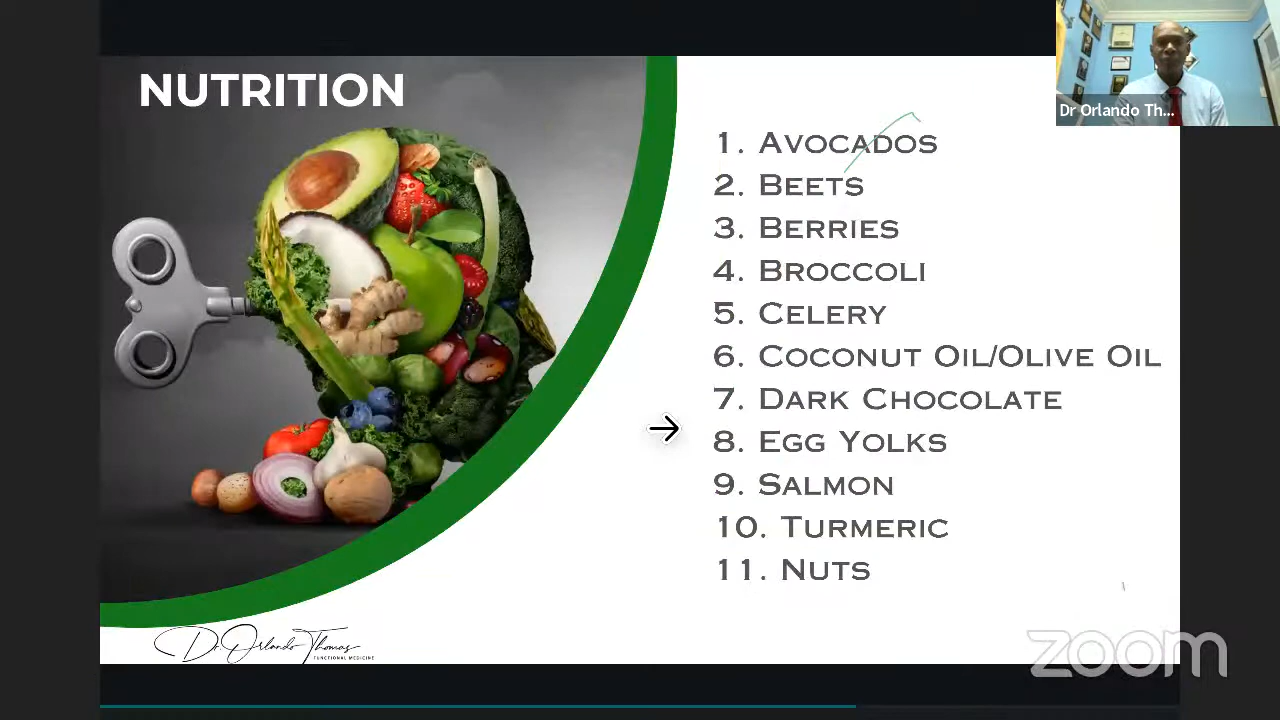 NUTRITION
Dr Orlando Th...
1. AVOCADOS
2. BEETS
3. BERRIES
4. BROCCOLI
5. CELERY
6. COCONUT OIL/OLIVE OIL
7. DARK CHOCOLATE
8. EGG YOLKS
9. SALMON
10. TURMERIC
11. NUTS
Dr. Orlando Thomas
FUNCTIONAL MEDICINE
zoom